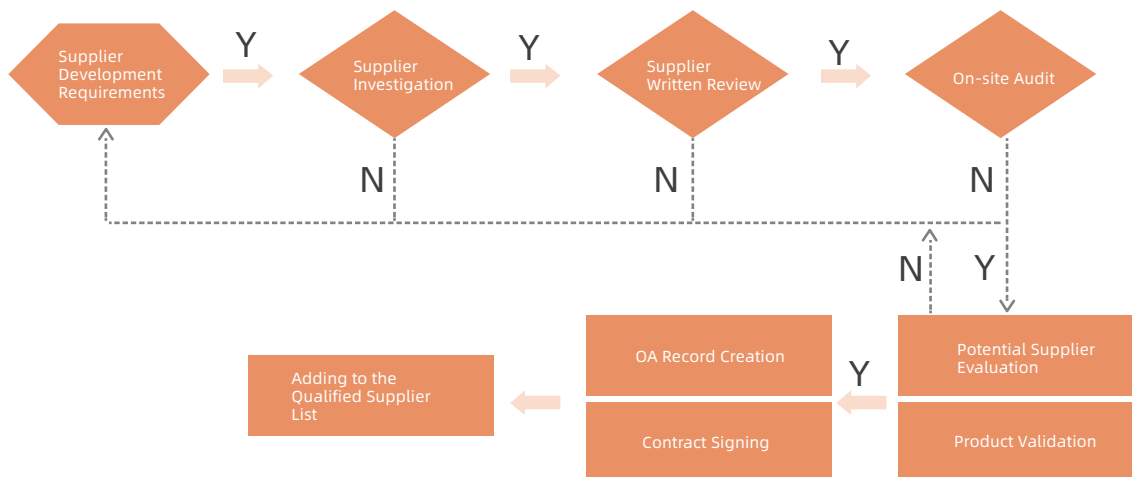 Supplier
Development
Requirements
Y
Supplier
Investigation
Y
Supplier
Written Review
Y
On-site Audit
N
N
N
N
Y
Potential Supplier
Evaluation
Product Validation
Y
OA Record Creation
Contract Signing
Adding to the
Qualified Supplier
List